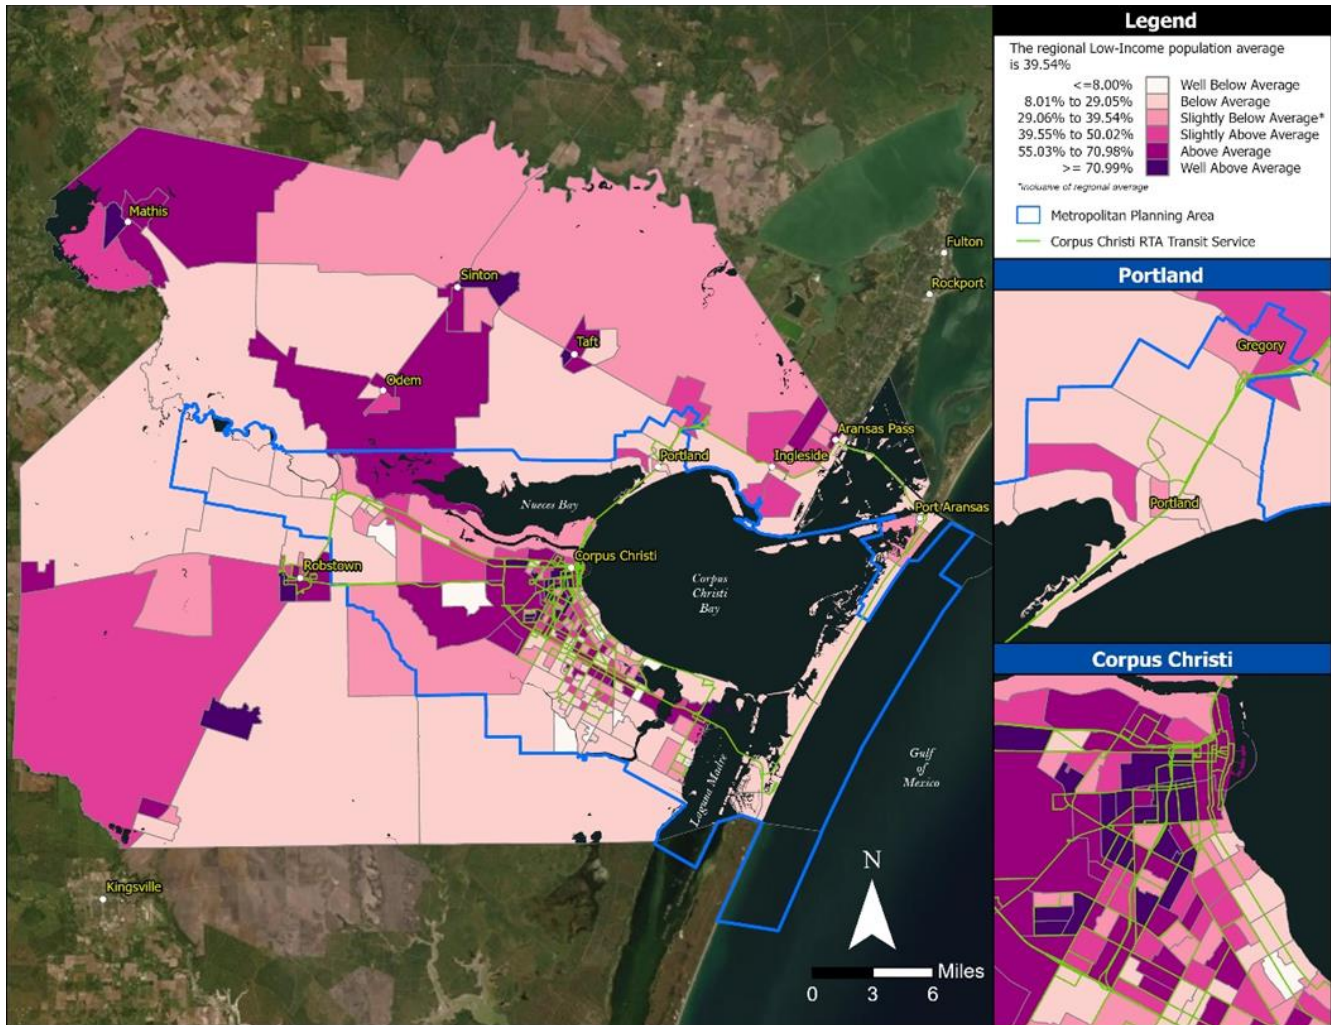 Legend
The regional Low-Income population average
is 39.54%
<=8.00% Well Below Average
8.01% to 29.05% Below Average
29.06% to 39.54% Slightly Below Average*
39.55% to 50.02% Slightly Above Average
55.03% to 70.98% Above Average
>= 70.99% Well Above Average
*inclusive of regional average
Metropolitan Planning Area
Corpus Christi RTA Transit Service
Mathis
Fulton
Sinton
Rockport
Taft
Odem
Aransas Pass
Portland
Ingleside
Nueces Bay
Port Aransas
Corpus Christi
Robstown
Corpus
Christi
Bay
Gulf
of
Mexico
Laguna Madre
Kingsville
N
Miles
0 3 6
Portland
Gregory
Portland
Corpus Christi